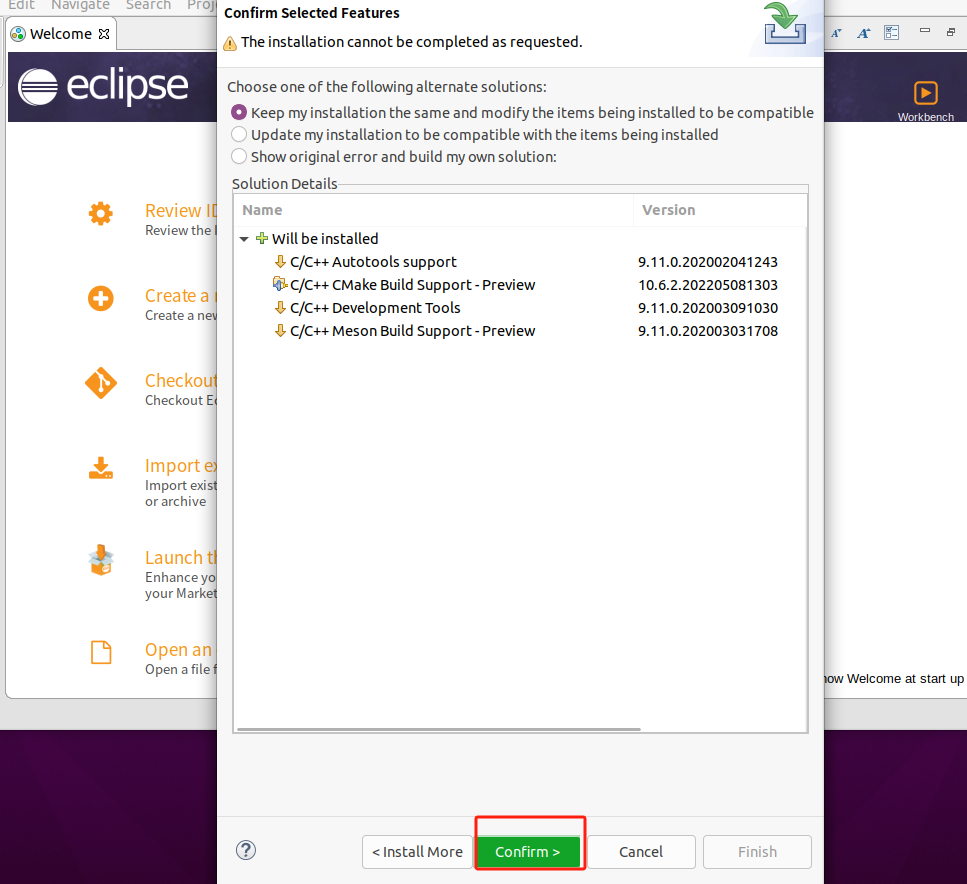 Edit Navigate Search Proj
Confirm Selected Features
The installation cannot be completed as requested.
Welcome
eclipse
Workbench
Choose one of the following alternate solutions:
Keep my installation the same and modify the items being installed to be compatible
Update my installation to be compatible with the items being installed
Show original error and build my own solution:
Solution Details
Name Version
Will be installed
C/C++ Autotools support 9.11.0.202002041243
C/C++ CMake Build Support - Preview 10.6.2.202205081303
C/C++ Development Tools 9.11.0.202003091030
C/C++ Meson Build Support - Preview 9.11.0.202003031708
Review ID
Review the
Create a
Create a new
Checkout
Checkout Ec
Import ex
Import exist
or archive
Launch th
Enhance yo
your Market
Open an
Open a file f
how Welcome at start up
< Install More
Confirm >
Cancel
Finish